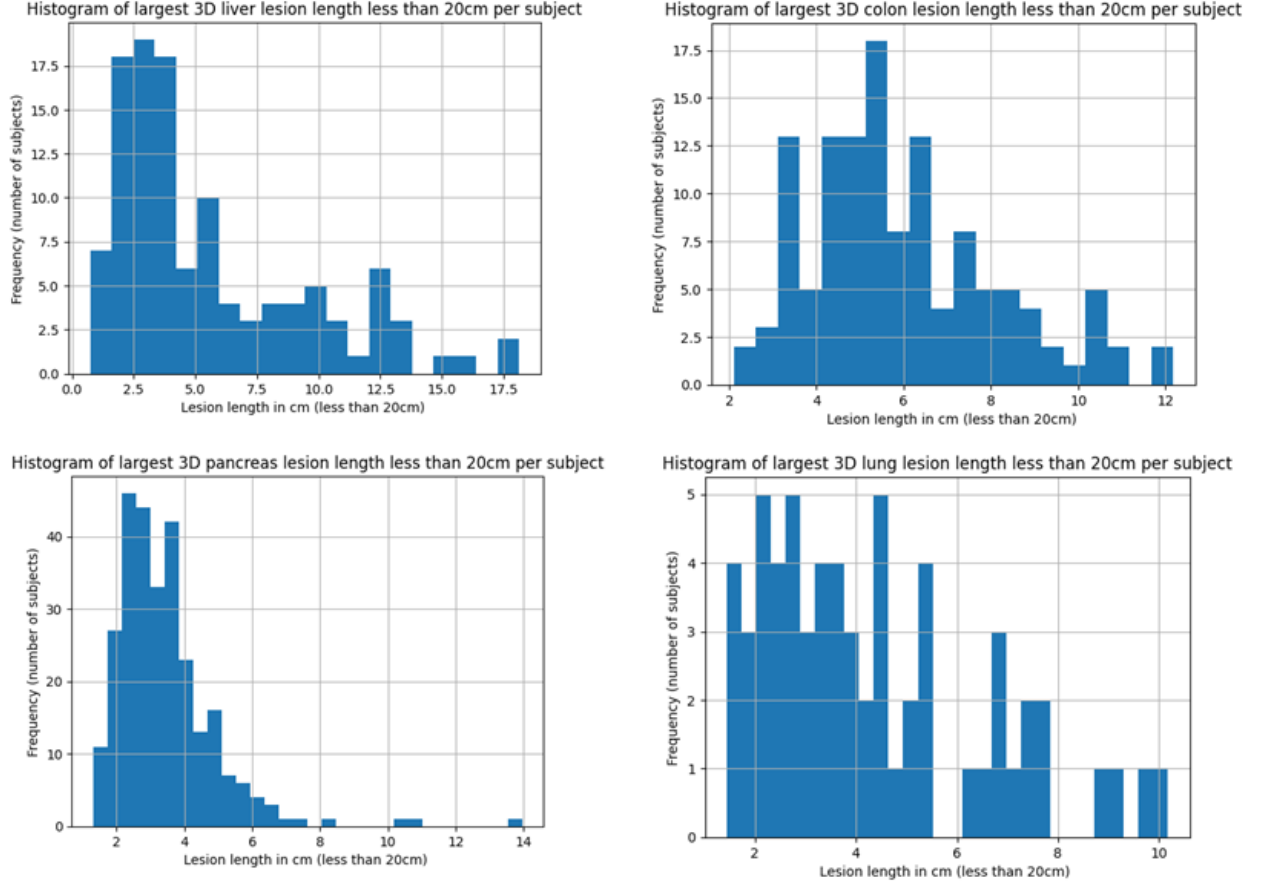 Histogram of largest 3D liver lesion length less than 20cm per subject
17.5
15.0
12.5
10.0
7.5
5.0
2.5
0.0
Frequency (number of subjects)
0.0 2.5 5.0 7.5 10.0 12.5 15.0 17.5
Lesion length in cm (less than 20cm)
Histogram of largest 3D colon lesion length less than 20cm per subject
17.5
15.0
12.5
10.0
7.5
5.0
2.5
0.0
Frequency (number of subjects)
2 4 6 8 10 12
Lesion length in cm (less than 20cm)
Histogram of largest 3D pancreas lesion length less than 20cm per subject
40
30
20
10
0
Frequency (number of subjects)
2 4 6 8 10 12 14
Lesion length in cm (less than 20cm)
Histogram of largest 3D lung lesion length less than 20cm per subject
5
4
3
2
1
0
Frequency (number of subjects)
2 4 6 8 10
Lesion length in cm (less than 20cm)